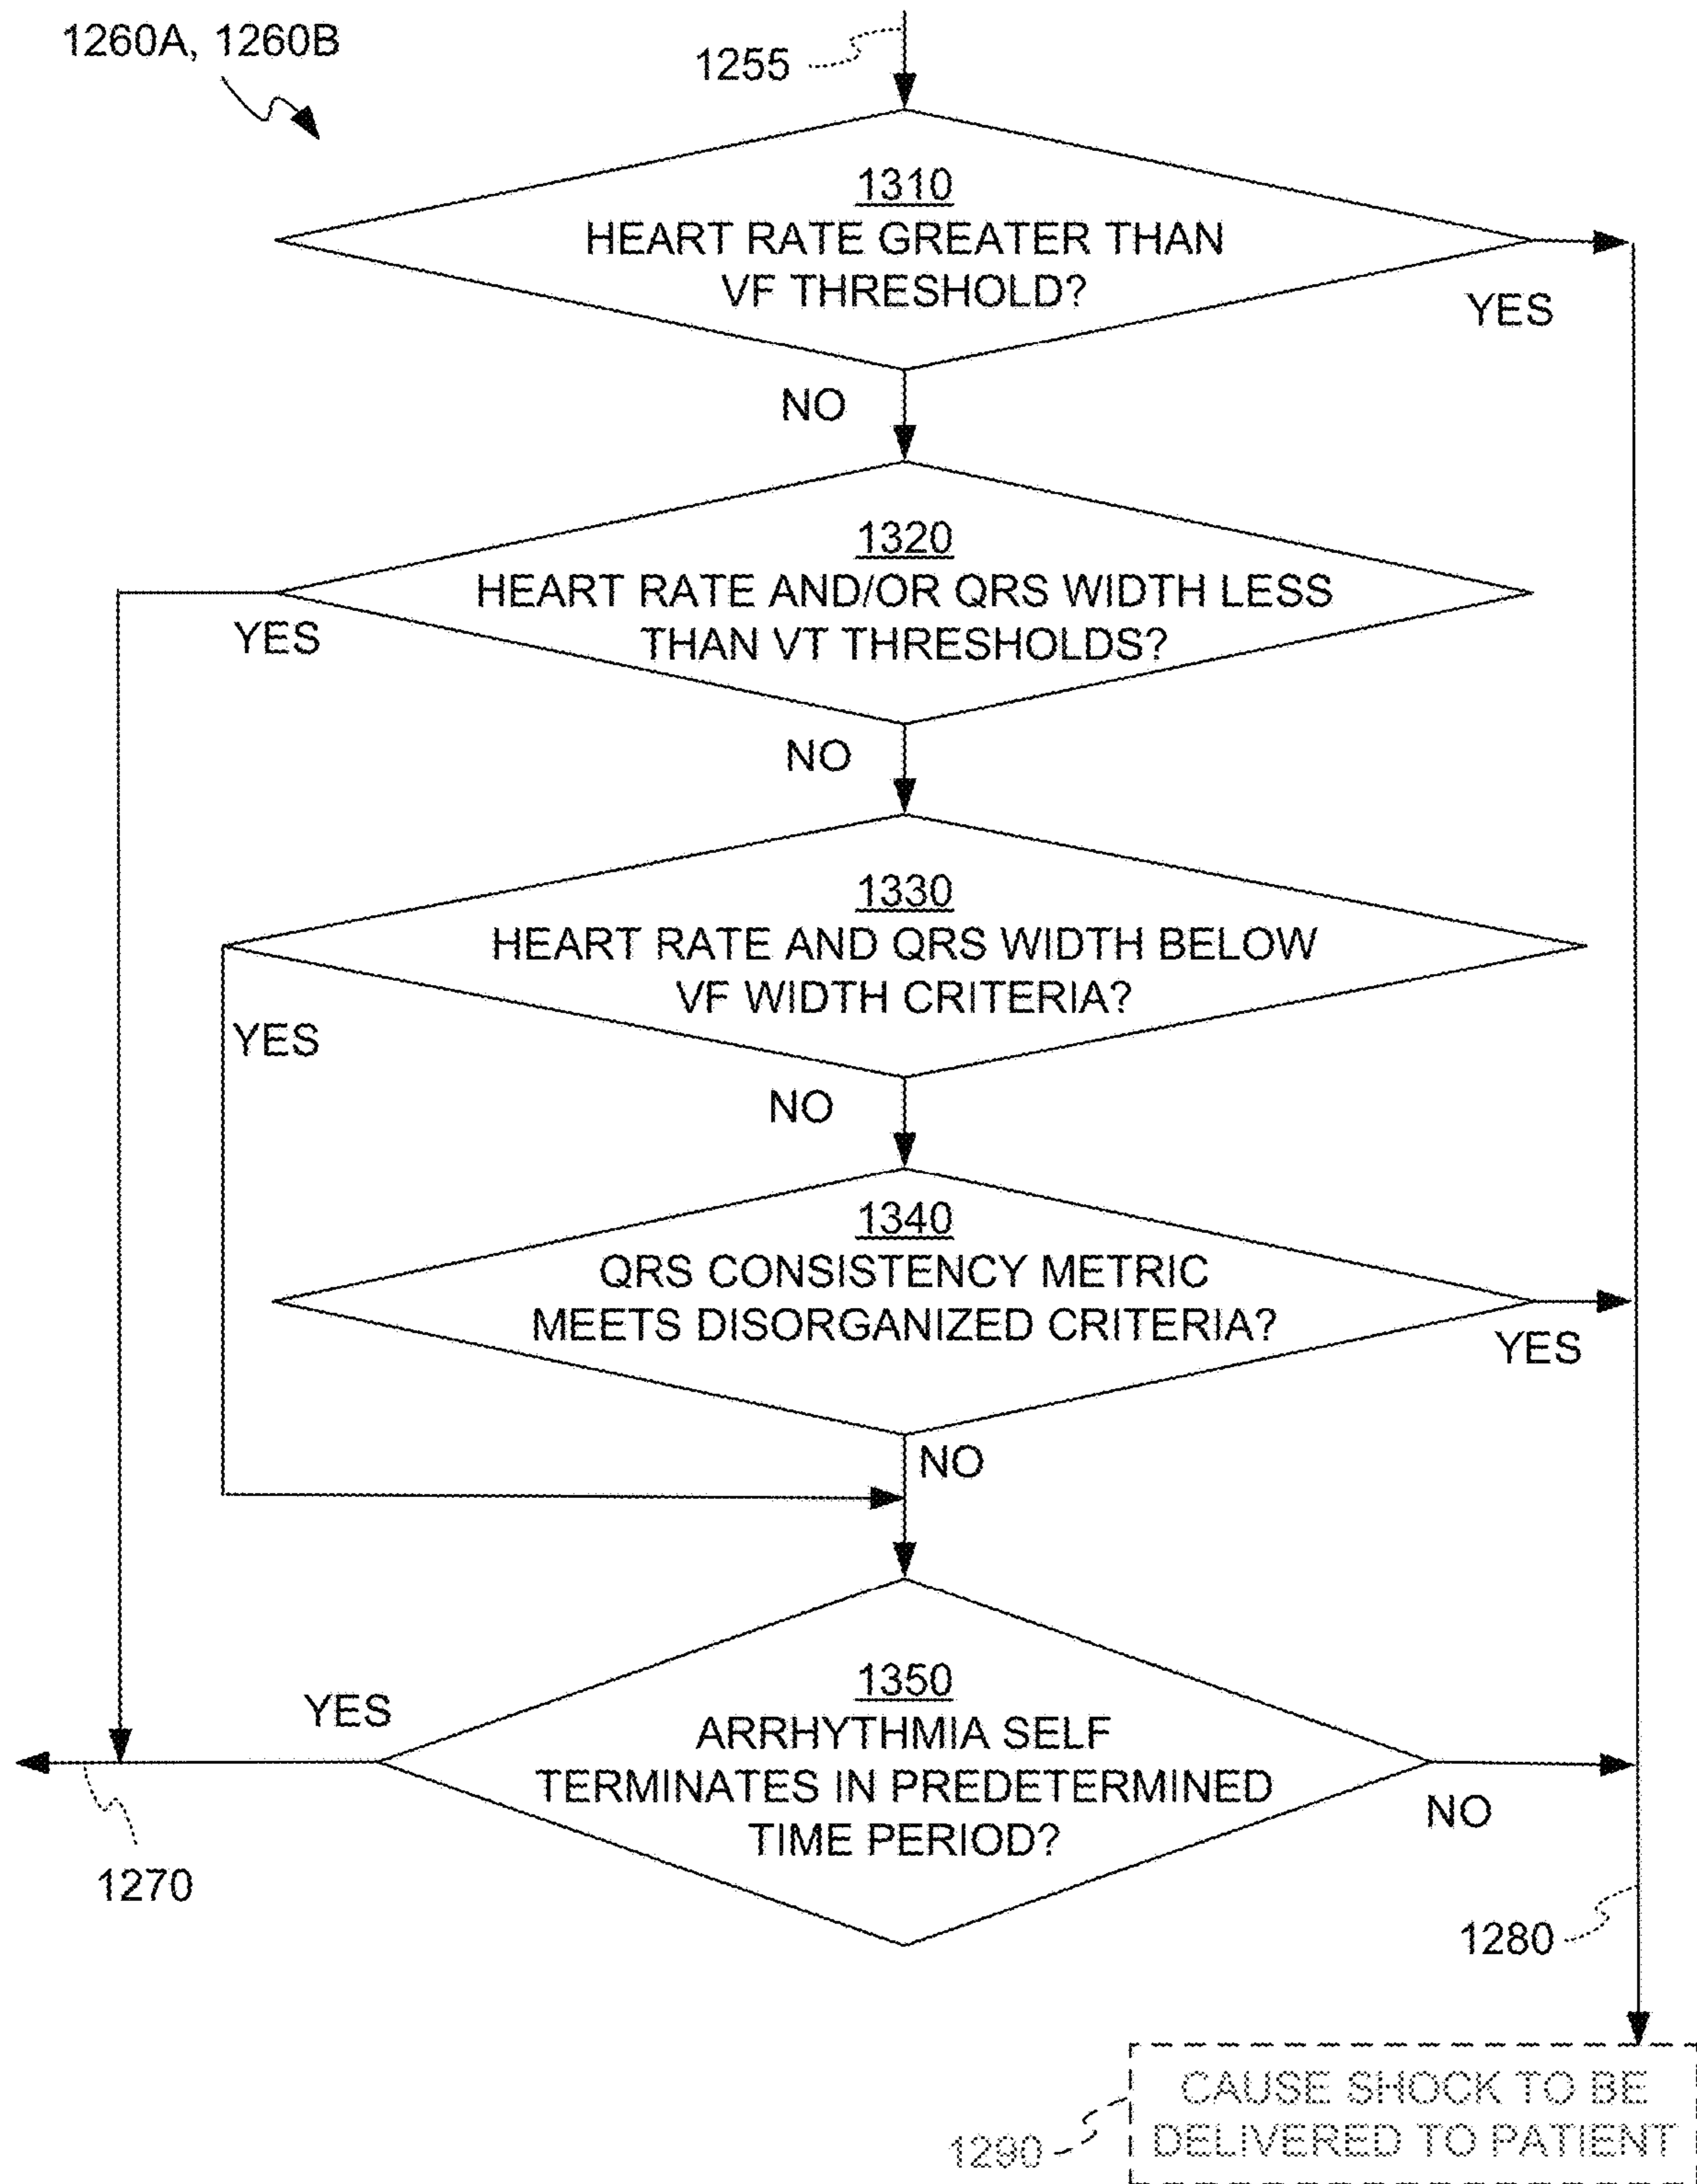 1260A, 1260B
1255
1310
HEART RATE GREATER THAN
VF THRESHOLD?
YES
NO
1320
HEART RATE AND/OR QRS WIDTH LESS
THAN VT THRESHOLDS?
YES
NO
1330
HEART RATE AND QRS WIDTH BELOW
VF WIDTH CRITERIA?
YES
NO
1340
QRS CONSISTENCY METRIC
MEETS DISORGANIZED CRITERIA?
YES
NO
1350
YES
ARRHYTHMIA SELF
TERMINATES IN PREDETERMINED
TIME PERIOD?
NO
1270
1280
CAUSE SHOCK TO BE
DELIVERED TO PATIENT
1290